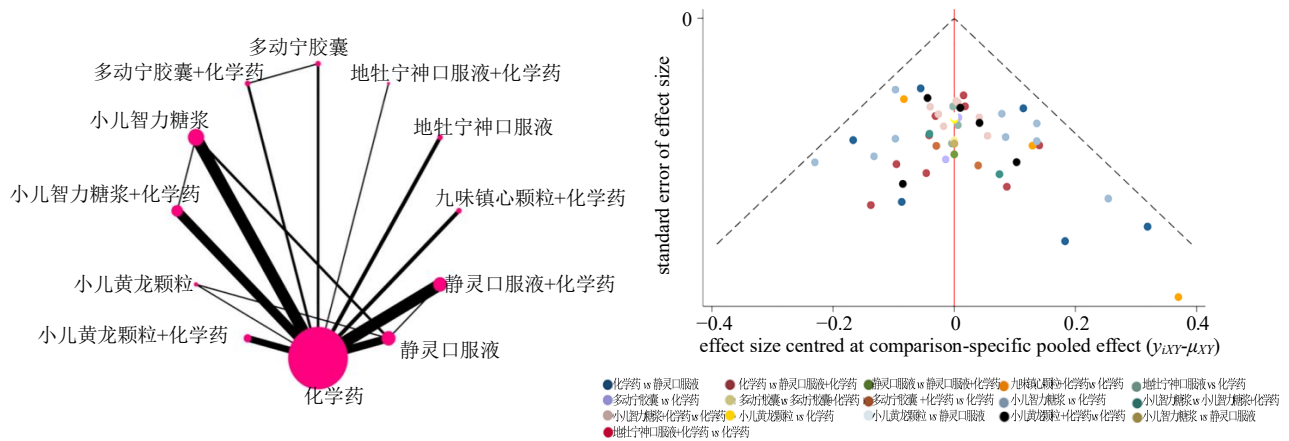 多动宁胶囊
多动宁胶囊+化学药
地牡宁神口服液+化学药
小儿智力糖浆
地牡宁神口服液
小儿智力糖浆+化学药
九味镇心颗粒+化学药
小儿黄龙颗粒
静灵口服液+化学药
小儿黄龙颗粒+化学药
静灵口服液
化学药
0
standard error of effect size
−0.4 −0.2 0 0.2 0.4
effect size centred at comparison-specific pooled effect (yiXY-μXY)
化学药 vs 静灵口服液 化学药 vs 静灵口服液+化学药 静灵口服液 vs 静灵口服液+化学药 九味镇心颗粒+化学药vs 化学药 地牡宁神口服液vs 化学药
多动宁胶囊 vs 化学药 多动宁胶囊vs 多动宁胶囊+化学药 多动宁胶囊 +化学药 vs 化学药 小儿智力糖浆 vs 化学药 小儿智力糖浆vs 小儿智力糖浆+化学药
小儿智力糖浆+化学药 vs 化学药 小儿黄龙颗粒 vs 化学药 小儿黄龙颗粒 vs 静灵口服液 小儿黄龙颗粒+化学药vs 化学药 小儿智力糖浆 vs 静灵口服液
地牡宁神口服液+化学药 vs 化学药